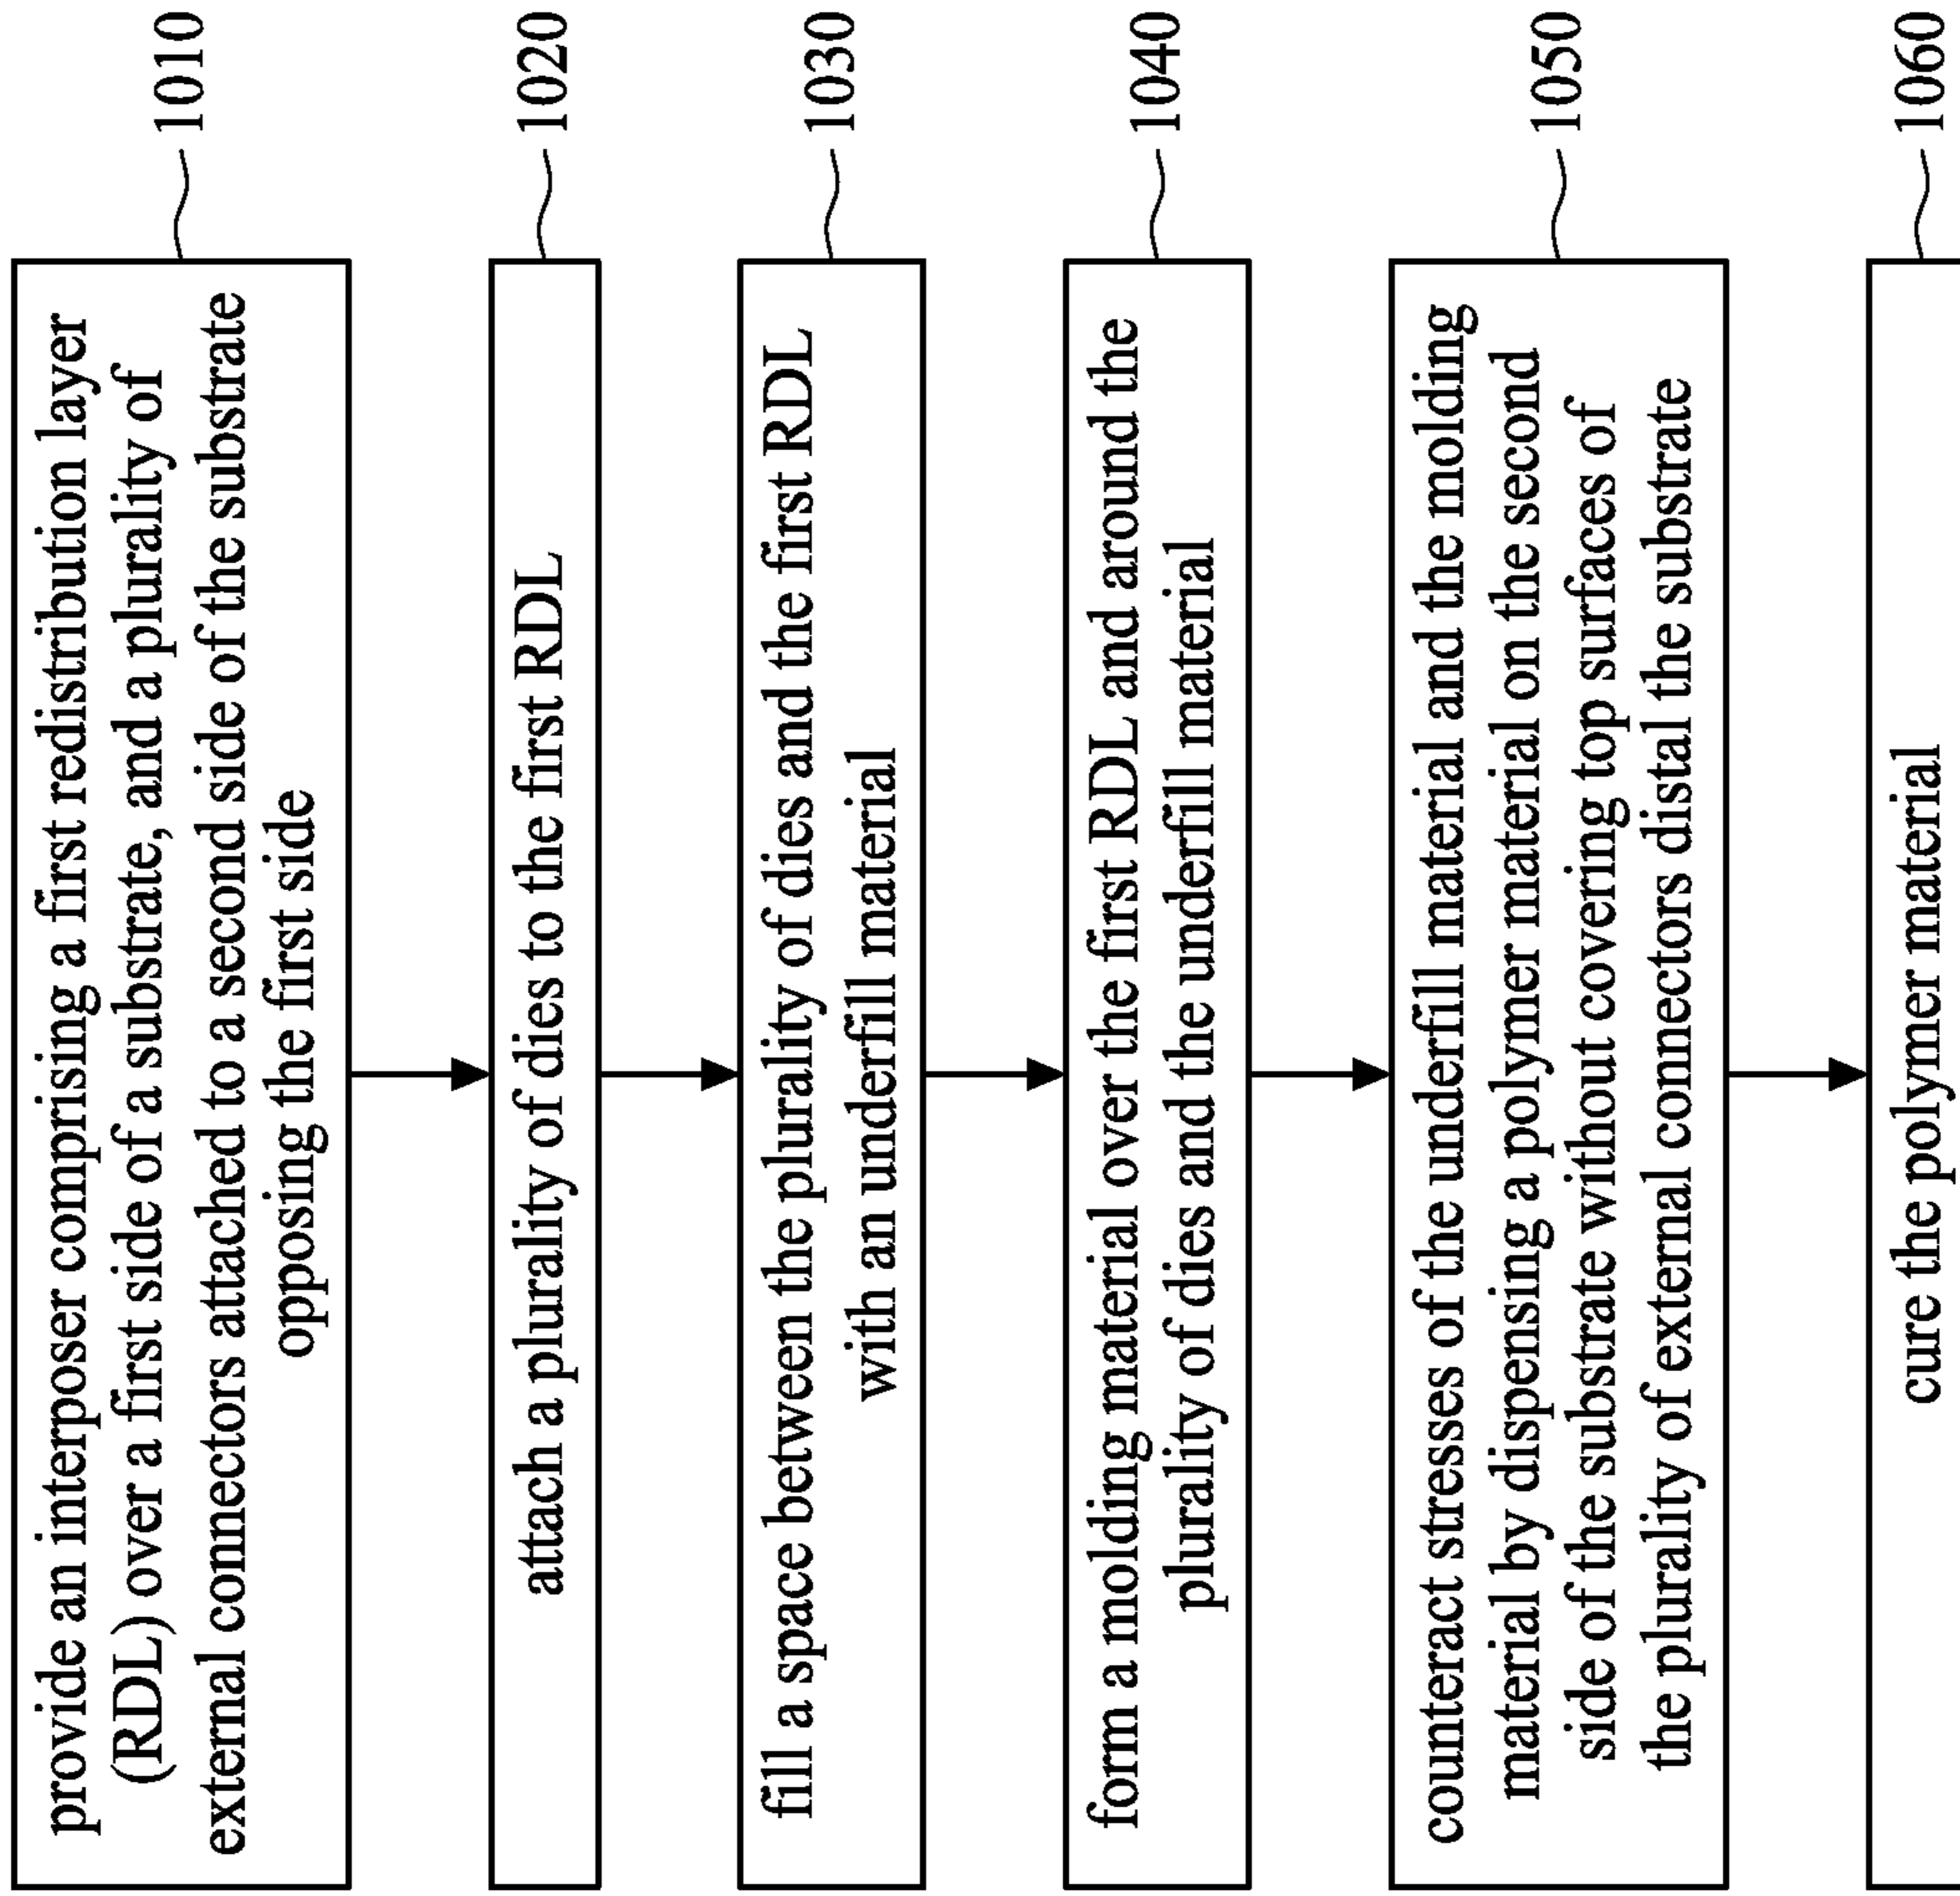 provide an interposer comprising a first redistribution layer
(RDL) over a first side of a substrate, and a plurality of
external connectors attached to a second side of the substrate
opposing the first side
1010
attach a plurality of dies to the first RDL
1020
fill a space between the plurality of dies and the first RDL
with an underfill material
1030
form a molding material over the first RDL and around the
plurality of dies and the underfill material
1040
counteract stresses of the underfill material and the molding
material by dispensing a polymer material on the second
side of the substrate without covering top surfaces of
the plurality of external connectors distal the substrate
1050
cure the polymer material
1060